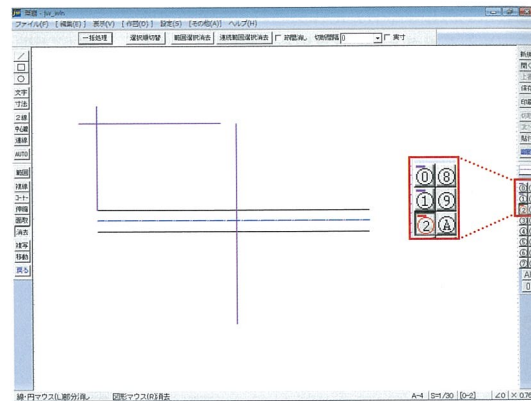 平面 - jw_win
ファイル(F) [編集(E)] 表示(V) [作図(D)] 設定(S) [その他(A)] ヘルプ(H)
一括処理 選択順切替 範囲選択消去 連続範囲選択消去 節間消し 切断間隔 0 実寸
文字
寸法
2線
中心線
連線
AUTO
範囲
複線
コーナー
伸縮
面取
消去
複写
移動
戻る
0 8
1 9
2 A
線・円マウス(L)部分消し 図形マウス(R)消去
A-4 S=1/30 [0-2] ∠0